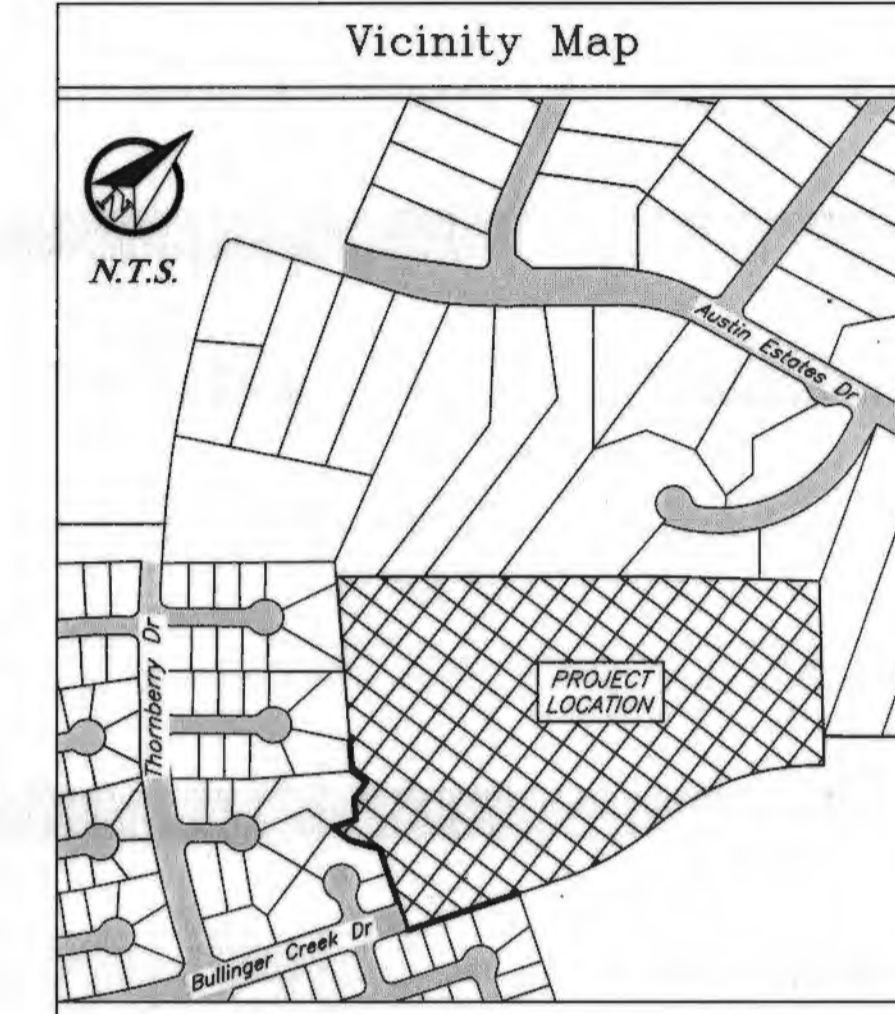 Vicinity Map
N
N.T.S.
Austin Estates Dr
PROJECT
LOCATION
Thornberry Dr
Bullinger Creek Dr